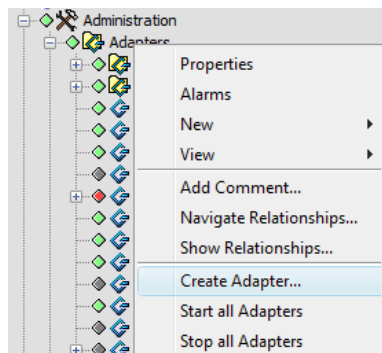 Administration
Adapters
Properties
Alarms
New
View
Add Comment...
Navigate Relationships...
Show Relationships...
Create Adapter...
Start all Adapters
Stop all Adapters